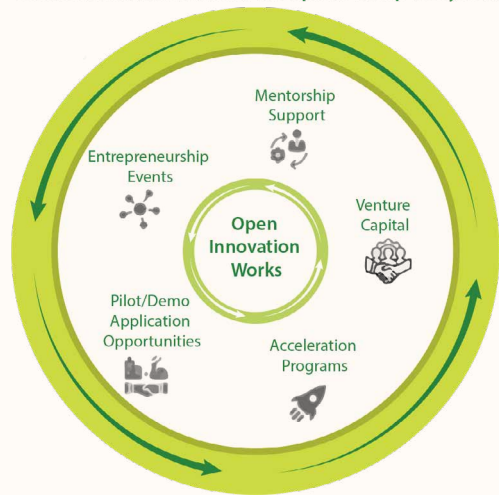 Mentorship
Support
Entrepreneurship
Events
Venture
Capital
Open
Innovation
Works
Pilot/Demo
Application
Opportunities
Acceleration
Programs